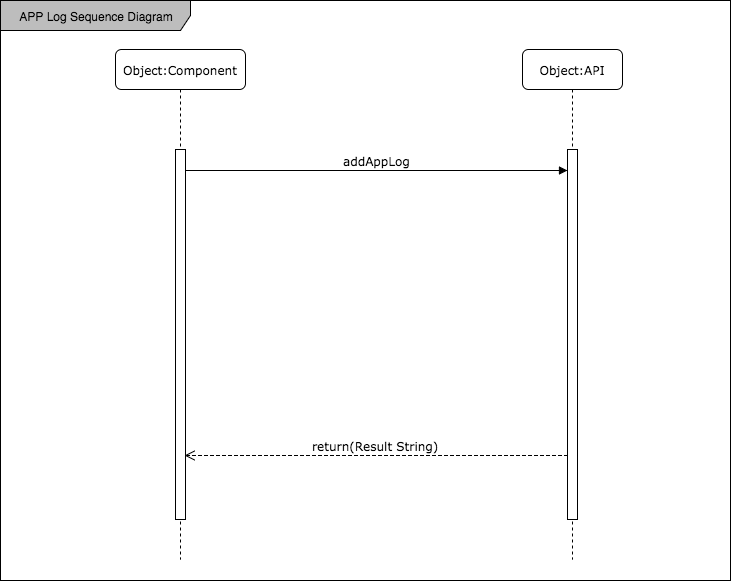 APP Log Sequence Diagram
Object:Component
Object:API
addAppLog
return(Result String)